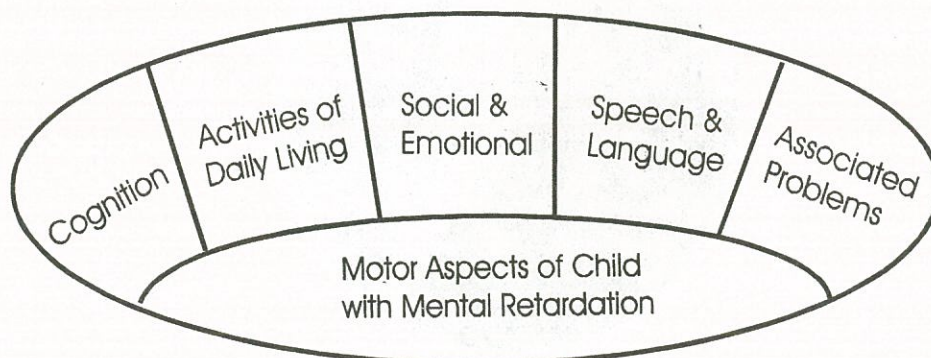 Cognition
Activities of
Daily Living
Social &
Emotional
Speech &
Language
Associated
Problems
Motor Aspects of Child
with Mental Retardation